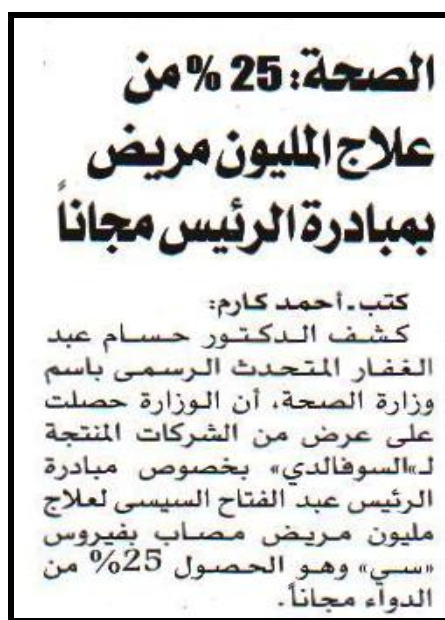 الصحة: 25 % من
علاج المليون مريض
بمبادرة الرئيس مجاناً
كتب ـ أحمد كارم:
كشف الدكتور حسام عبد
الغفار المتحدث الرسمى باسم
وزارة الصحة، أن الوزارة حصلت
على عرض من الشركات المنتجة
لـ«السوفالدي» بخصوص مبادرة
الرئيس عبد الفتاح السيسى لعلاج
مليون مريض مصاب بفيروس
«سي» وهو الحصول 25% من
الدواء مجاناً.